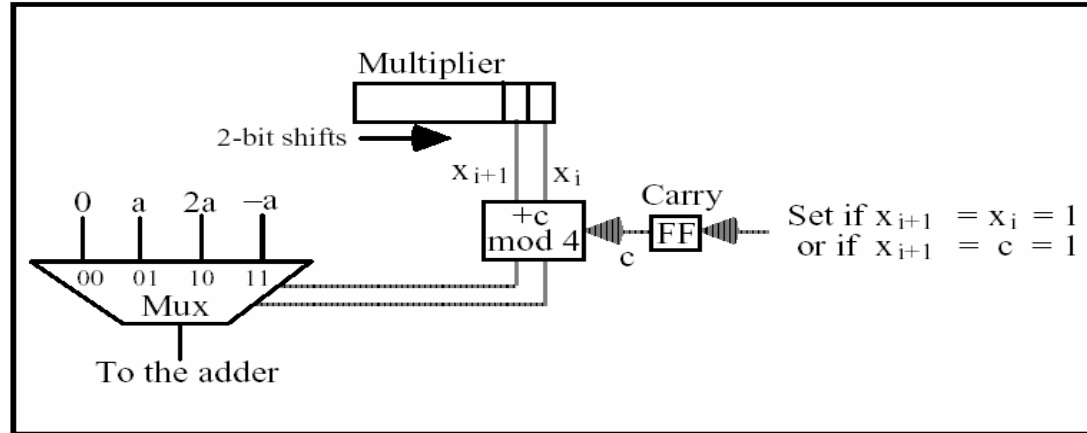 Multiplier
2-bit shifts
x i+1 x i
Carry
0 a 2a –a
+c
mod 4
FF
c
Set if x i+1 = x i = 1
or if x i+1 = c = 1
00 01 10 11
Mux
To the adder